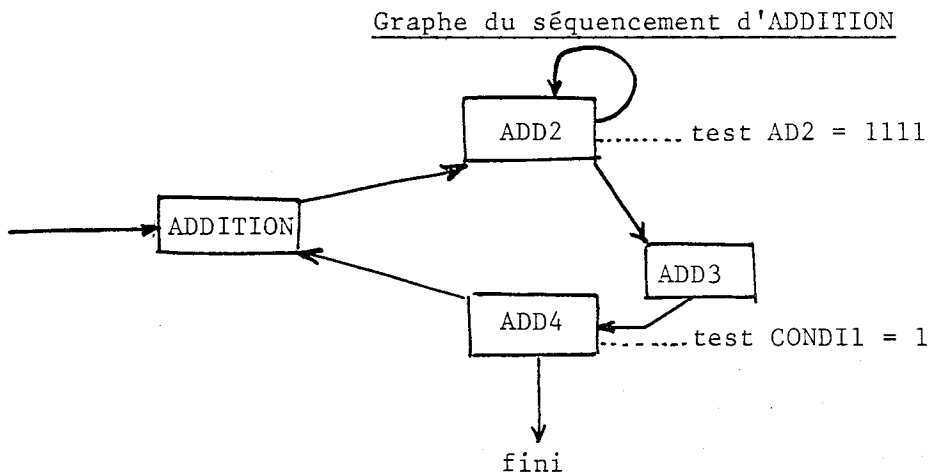 Graphe du séquencement d'ADDITION
ADD2
........ test AD2 = 1111
ADDITION
ADD3
ADD4
........ test CONDI1 = 1
fini